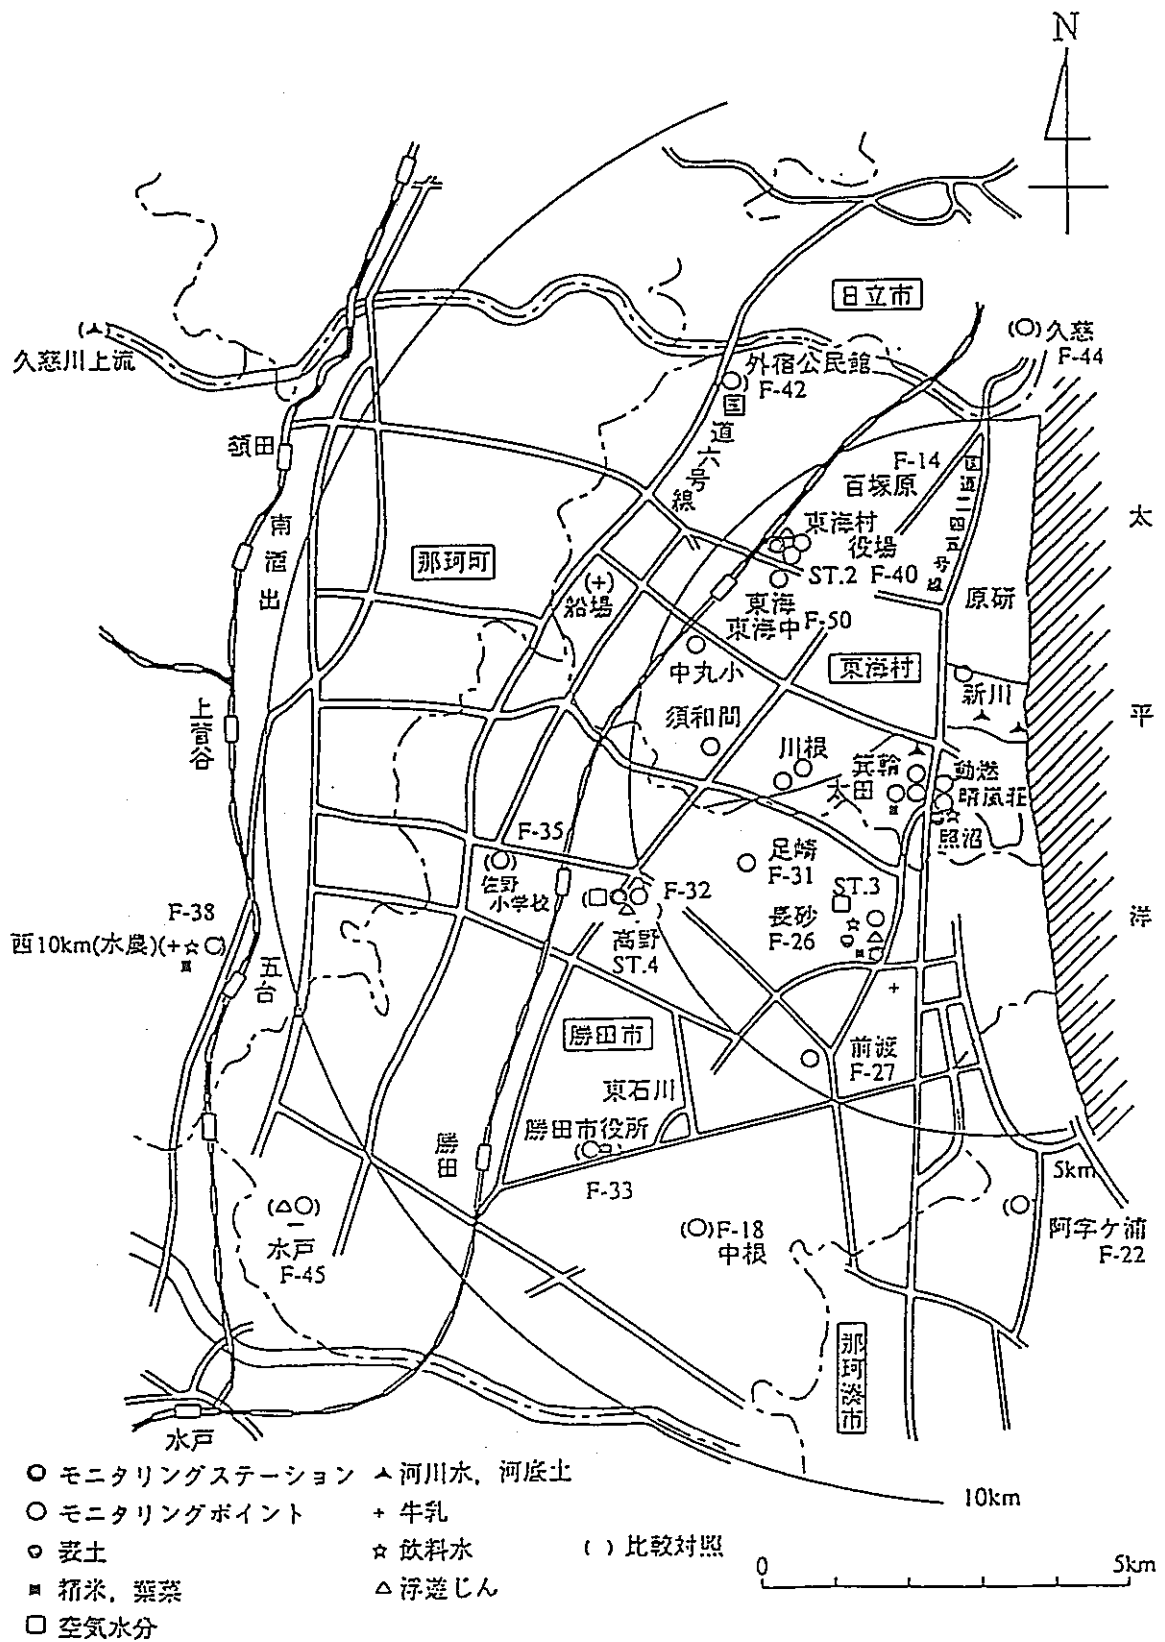 N
日立市
久慈
F-44
久慈川上流
外宿公民館
F-42
国道六号線
額田
F-14
百塚原
国道二四五号線
太平洋
南酒出
那珂町
東海村
役場
ST.2
F-40
原研
船場
(+)
東海
東海中
F-50
中丸小
東海村
新川
上菅谷
須和間
川根
箕輪
動燃
太田
晴嵐荘
照沼
F-35
足崎
F-31
佐野
小学校
ST.3
F-32
長砂
F-26
高野
ST.4
F-38
西10km(水農)(+☆○)
五台
勝田市
前渡
F-27
東石川
勝田市役所
勝田
F-33
5km
水戸
F-45
F-18
中根
阿字ケ浦
F-22
那珂湊市
水戸
10km
モニタリングステーション
河川水，河底土
モニタリングポイント
+ 牛乳
表土
☆ 飲料水
( ) 比較対照
精米，葉菜
△ 浮遊じん
空気水分
0
5km